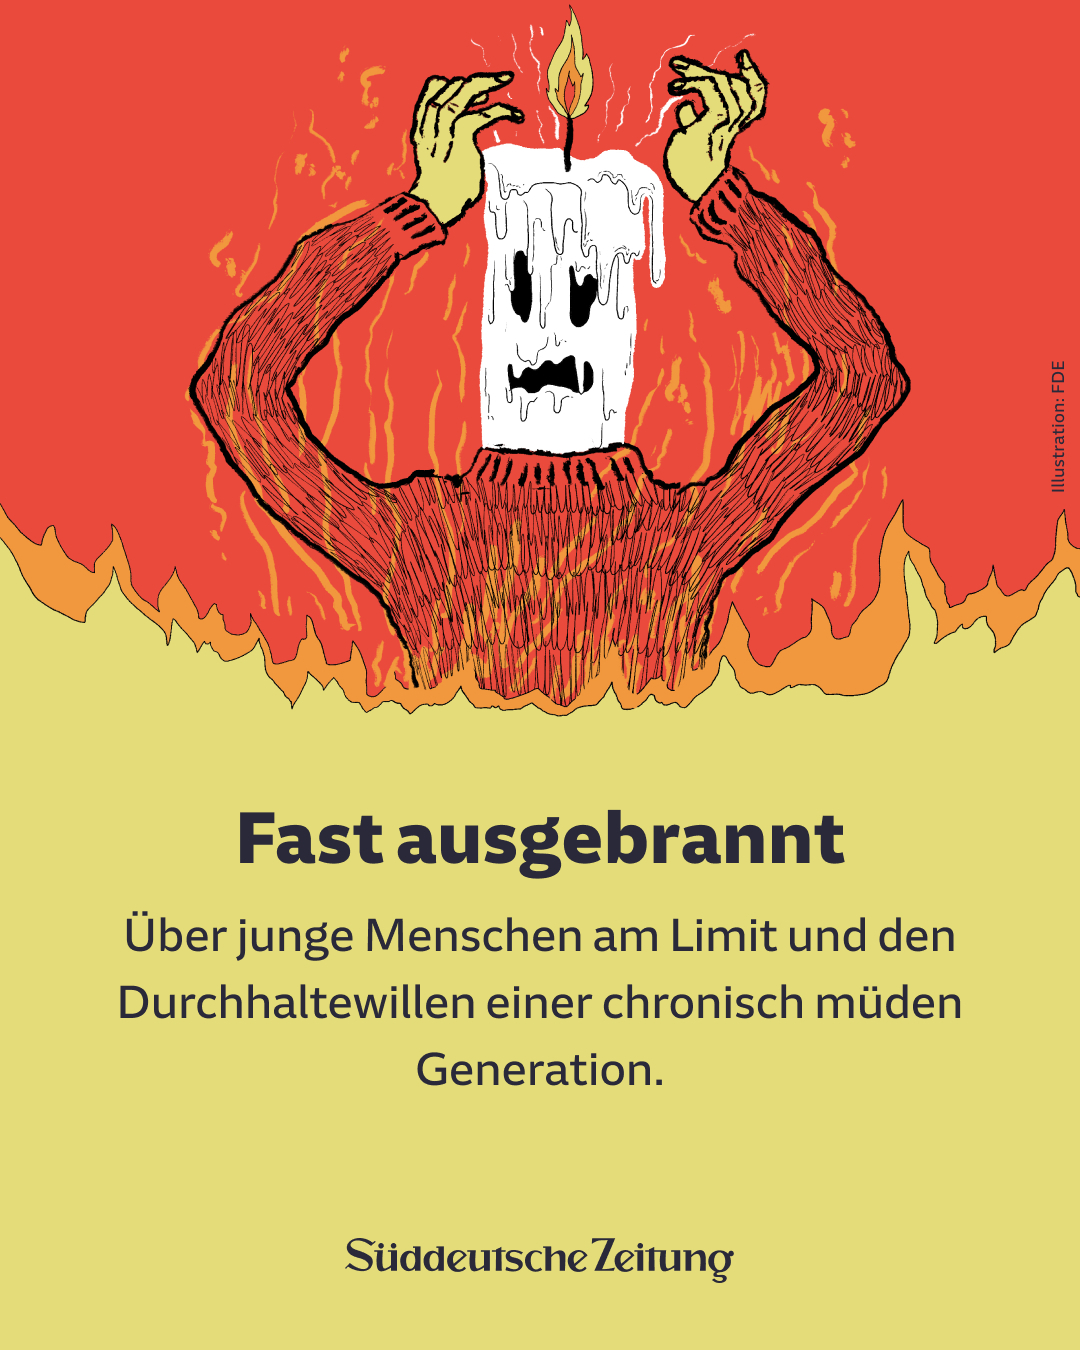 Illustration: FDE
Fast ausgebrannt
Über junge Menschen am Limit und den
Durchhaltewillen einer chronisch müden
Generation.
Süddeutsche Zeitung